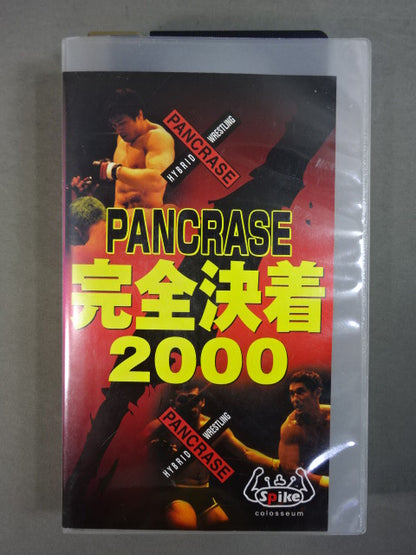 PANCRASE
HYBRID WRESTLING
PANCRASE
完全決着
2000
PANCRASE
HYBRID WRESTLING
Spike
colosseum